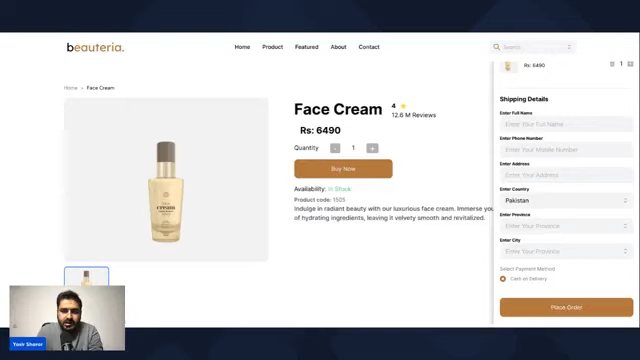 beauteria.
Home
Product
Featured
About
Contact
Search
Rs: 6490
1
Home > Face Cream
Face Cream
4
12.6 M Reviews
Rs: 6490
Quantity
-
1
+
Buy Now
Availability: In Stock
Product code: 1505
Indulge in radiant beauty with our luxurious face cream. Immerse you
of hydrating ingredients, leaving it velvety smooth and revitalized.
cream
Shipping Details
Enter Full Name
Enter Your Full Name
Enter Phone Number
Enter Your Mobile Number
Enter Address
Enter Your Address
Enter Country
Pakistan
Enter Province
Enter Your Province
Enter City
Enter Your Province
Select Payment Method
Cash on Delivery
Place Order
Yasir Sharar